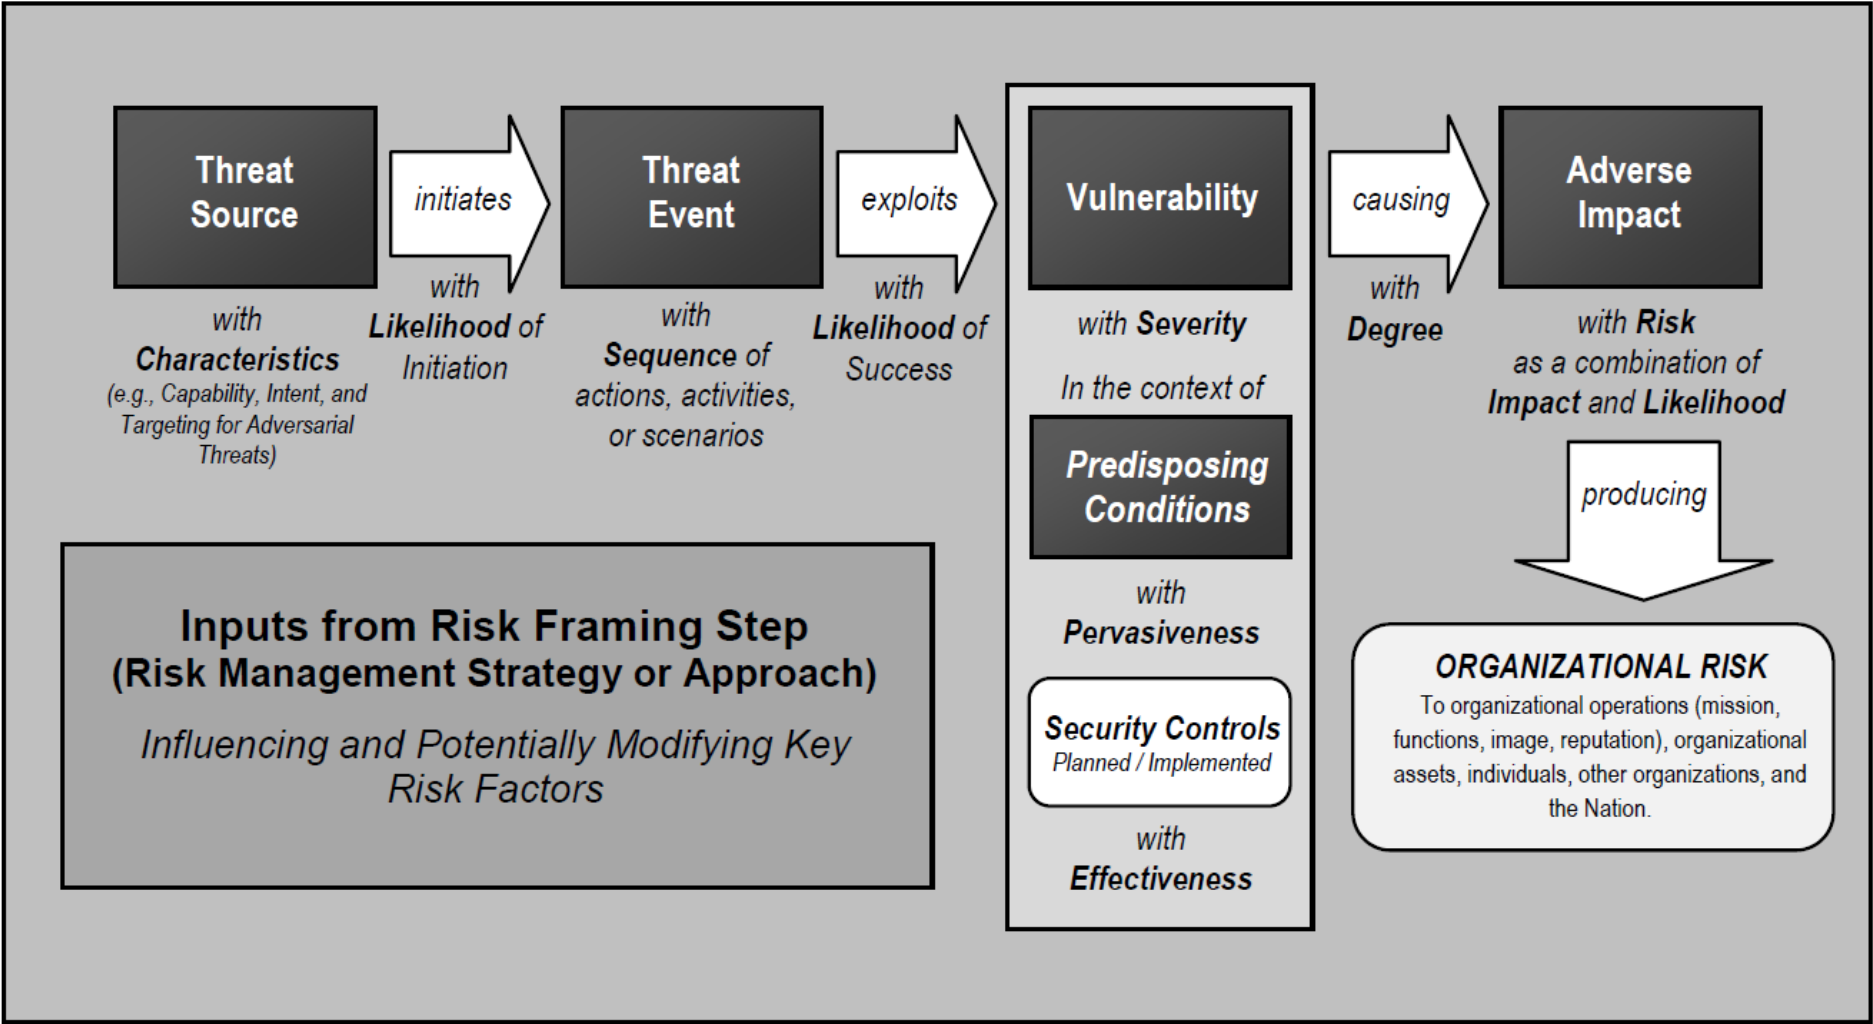 Threat
Source
initiates
Threat
Event
exploits
Vulnerability
causing
Adverse
Impact
with
Characteristics
(e.g., Capability, Intent, and
Targeting for Adversarial
Threats)
with
Likelihood of
Initiation
with
Sequence of
actions, activities,
or scenarios
with
Likelihood of
Success
with Severity
In the context of
Predisposing
Conditions
with
Pervasiveness
Security Controls
Planned / Implemented
with
Effectiveness
with
Degree
with Risk
as a combination of
Impact and Likelihood
producing
ORGANIZATIONAL RISK
To organizational operations (mission,
functions, image, reputation), organizational
assets, individuals, other organizations, and
the Nation.
Inputs from Risk Framing Step
(Risk Management Strategy or Approach)
Influencing and Potentially Modifying Key
Risk Factors